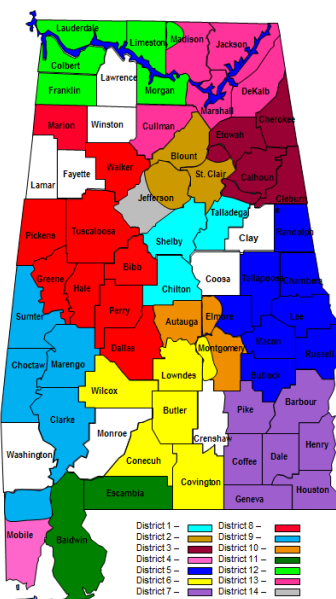 Lauderdale
Limestone
Madison
Jackson
Colbert
Lawrence
Franklin
Morgan
DeKalb
Marshall
Marion
Winston
Cullman
Cherokee
Etowah
Blount
Walker
Fayette
Lamar
St. Clair
Calhoun
Jefferson
Cleburn
Talladega
Randolph
Pickens
Tuscaloosa
Shelby
Clay
Bibb
Coosa
Tallapoosa
Chambers
Greene
Hale
Chilton
Sumter
Perry
Autauga
Elmore
Lee
Macon
Dallas
Montgomery
Russell
Choctaw
Marengo
Lowndes
Bullock
Wilcox
Butler
Pike
Barbour
Clarke
Monroe
Crenshaw
Henry
Washington
Conecuh
Coffee
Dale
Covington
Houston
Escambia
Geneva
Mobile
Baldwin
District 1 –
District 8 –
District 2 –
District 9 –
District 3 –
District 10 –
District 4 –
District 11 –
District 5 –
District 12 –
District 6 –
District 13 –
District 7 –
District 14 –